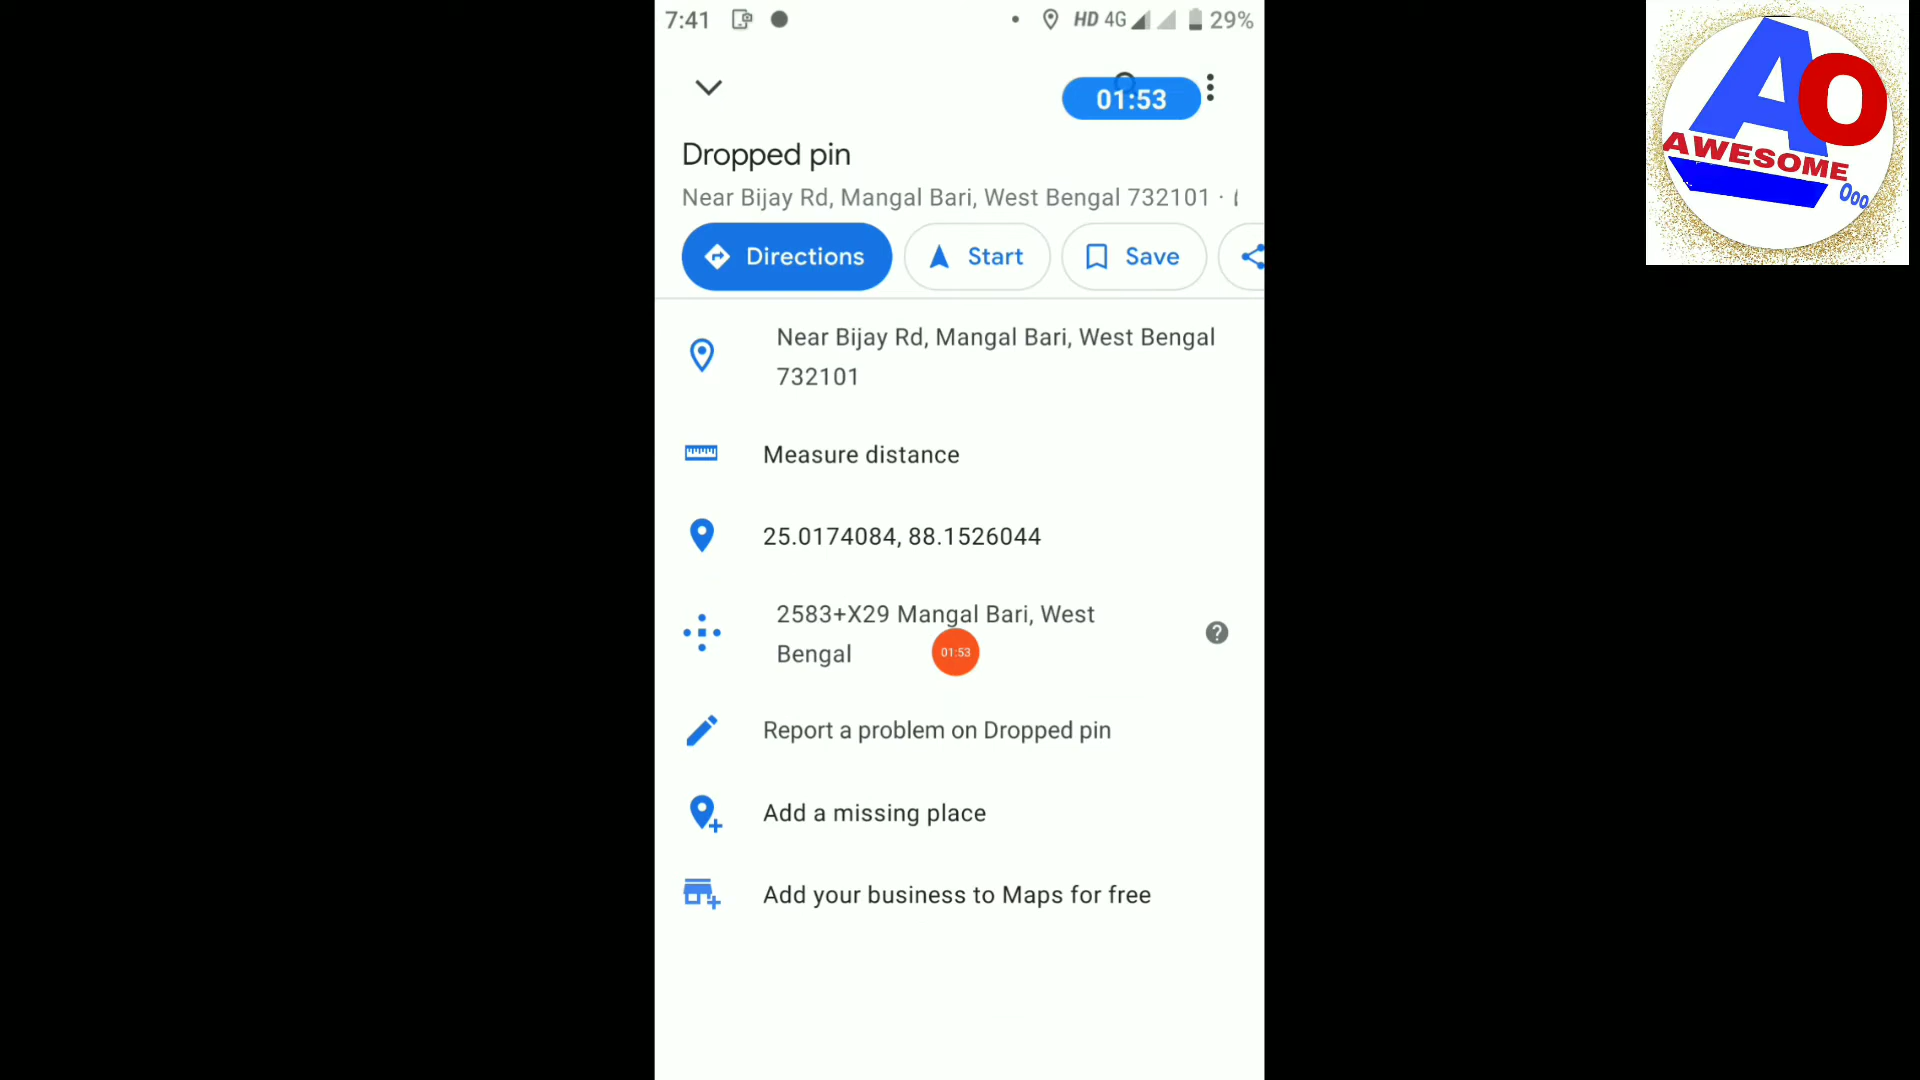 7:41
HD 4G 29%
01:53
Dropped pin
Near Bijay Rd, Mangal Bari, West Bengal 732101 ·
Directions
Start
Save
Near Bijay Rd, Mangal Bari, West Bengal
732101
Measure distance
25.0174084, 88.1526044
2583+X29 Mangal Bari, West
Bengal
01:53
?
Report a problem on Dropped pin
Add a missing place
Add your business to Maps for free
AO
AWESOME
Ooo